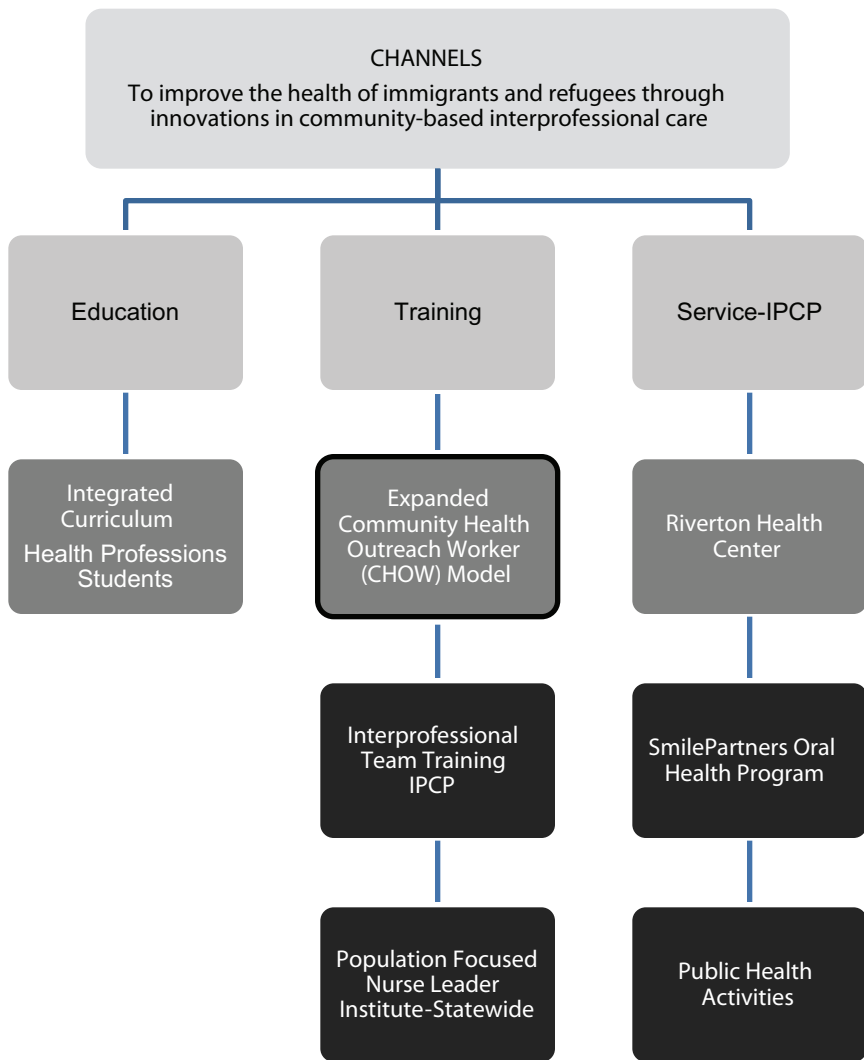 CHANNELS
To improve the health of immigrants and refugees through
innovations in community-based interprofessional care
Education
Training
Service-IPCP
Integrated
Curriculum
Health Professions
Students
Expanded
Community Health
Outreach Worker
(CHOW) Model
Riverton Health
Center
Interprofessional
Team Training
IPCP
SmilePartners Oral
Health Program
Population Focused
Nurse Leader
Institute-Statewide
Public Health
Activities